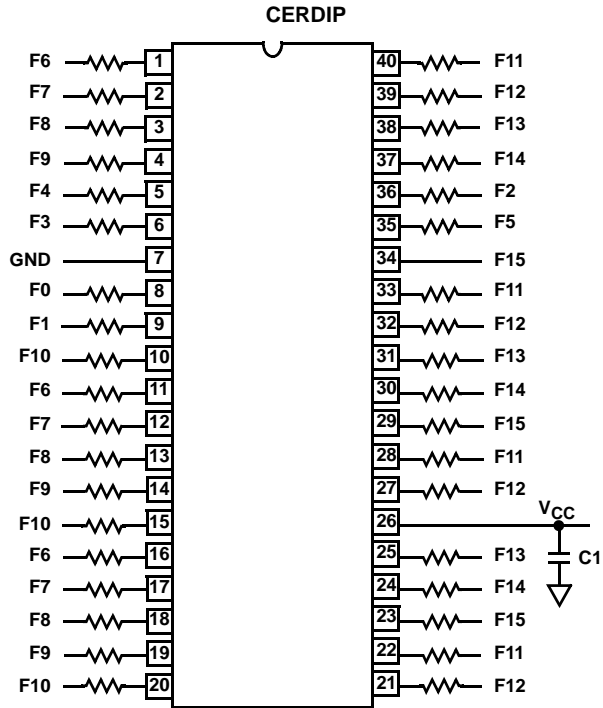 CERDIP
F6 1 40 F11
F7 2 39 F12
F8 3 38 F13
F9 4 37 F14
F4 5 36 F2
F3 6 35 F5
GND 7 34 F15
F0 8 33 F11
F1 9 32 F12
F10 10 31 F13
F6 11 30 F14
F7 12 29 F15
F8 13 28 F11
F9 14 27 F12
F10 15 26 VCC
F6 16 25 F13 C1
F7 17 24 F14
F8 18 23 F15
F9 19 22 F11
F10 20 21 F12